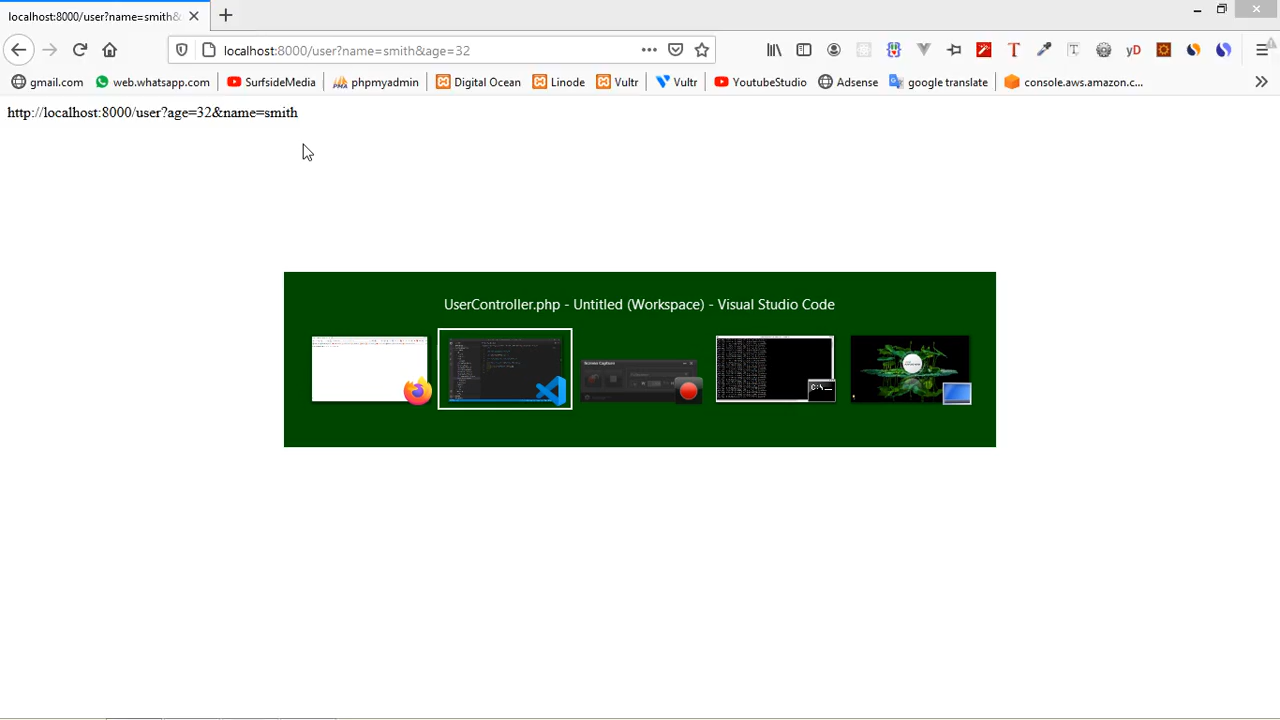 localhost:8000/user?name=smith&
localhost:8000/user?name=smith&age=32
gmail.com web.whatsapp.com SurfsideMedia phpmyadmin Digital Ocean Linode Vultr Vultr YoutubeStudio Adsense google translate console.aws.amazon.c...
http://localhost:8000/user?age=32&name=smith
UserController.php - Untitled (Workspace) - Visual Studio Code